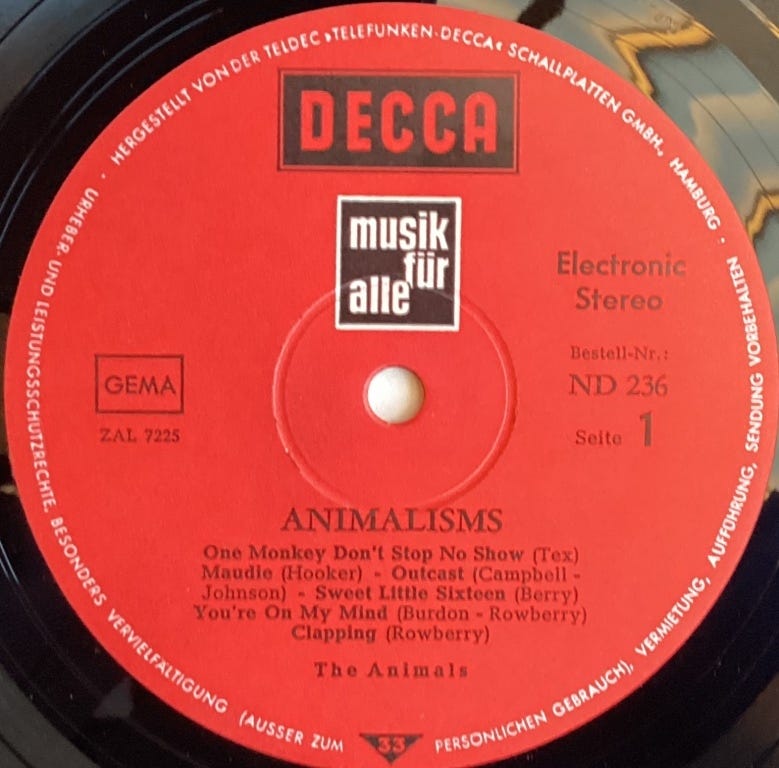 HERGESTELLT VON DER TELDEC »TELEFUNKEN-DECCA« SCHALLPLATTEN GMBH., HAMBURG ·
URHEBER- UND LEISTUNGSSCHUTZRECHTE, BESONDERS VERVIELFÄLTIGUNG (AUSSER ZUM PERSÖNLICHEN GEBRAUCH), VERMIETUNG, AUFFÜHRUNG, SENDUNG VORBEHALTEN ·
DECCA
musik
für
alle
Electronic
Stereo
Bestell-Nr.:
ND 236
Seite 1
GEMA
ZAL 7225
ANIMALISMS
One Monkey Don't Stop No Show (Tex)
Maudie (Hooker) - Outcast (Campbell -
Johnson) - Sweet Little Sixteen (Berry)
You're On My Mind (Burdon - Rowberry)
Clapping (Rowberry)
The Animals
33